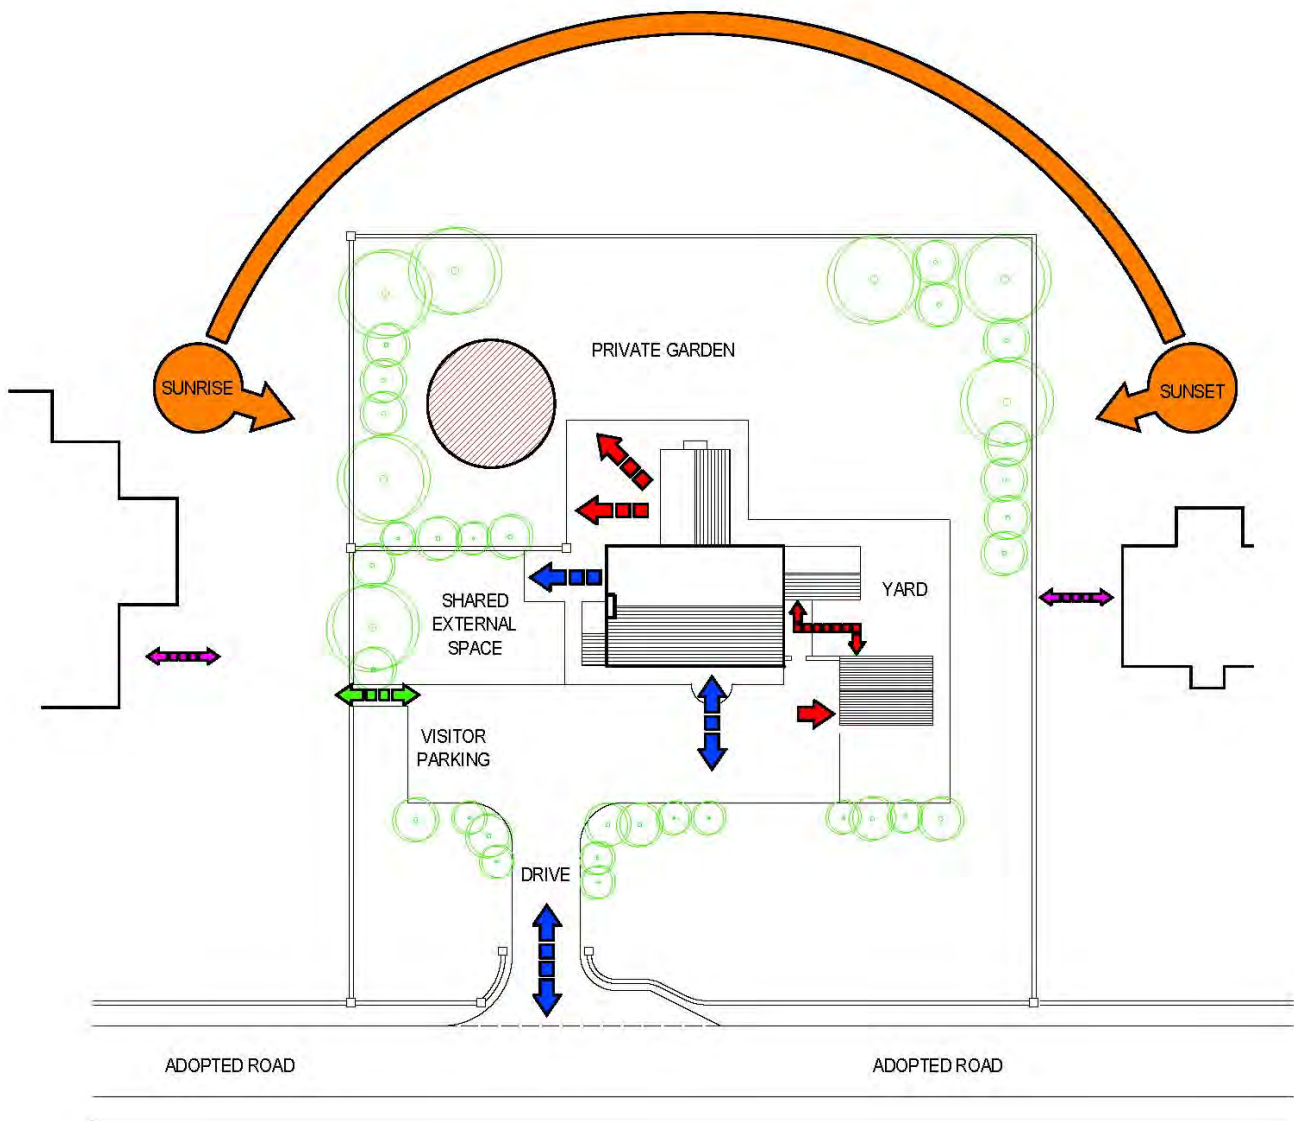 PRIVATE GARDEN
SUNRISE
SUNSET
SHARED
EXTERNAL
SPACE
YARD
VISITOR
PARKING
DRIVE
ADOPTED ROAD
ADOPTED ROAD